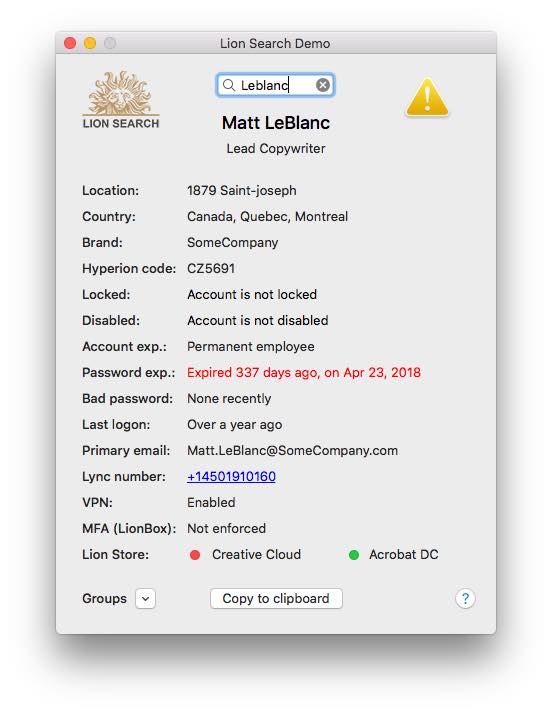 Lion Search Demo
Leblanc
LION SEARCH
Matt LeBlanc
Lead Copywriter
Location: 1879 Saint-joseph
Country: Canada, Quebec, Montreal
Brand: SomeCompany
Hyperion code: CZ5691
Locked: Account is not locked
Disabled: Account is not disabled
Account exp.: Permanent employee
Password exp.: Expired 337 days ago, on Apr 23, 2018
Bad password: None recently
Last logon: Over a year ago
Primary email: Matt.LeBlanc@SomeCompany.com
Lync number: +14501910160
VPN: Enabled
MFA (LionBox): Not enforced
Lion Store: Creative Cloud Acrobat DC
Groups Copy to clipboard ?